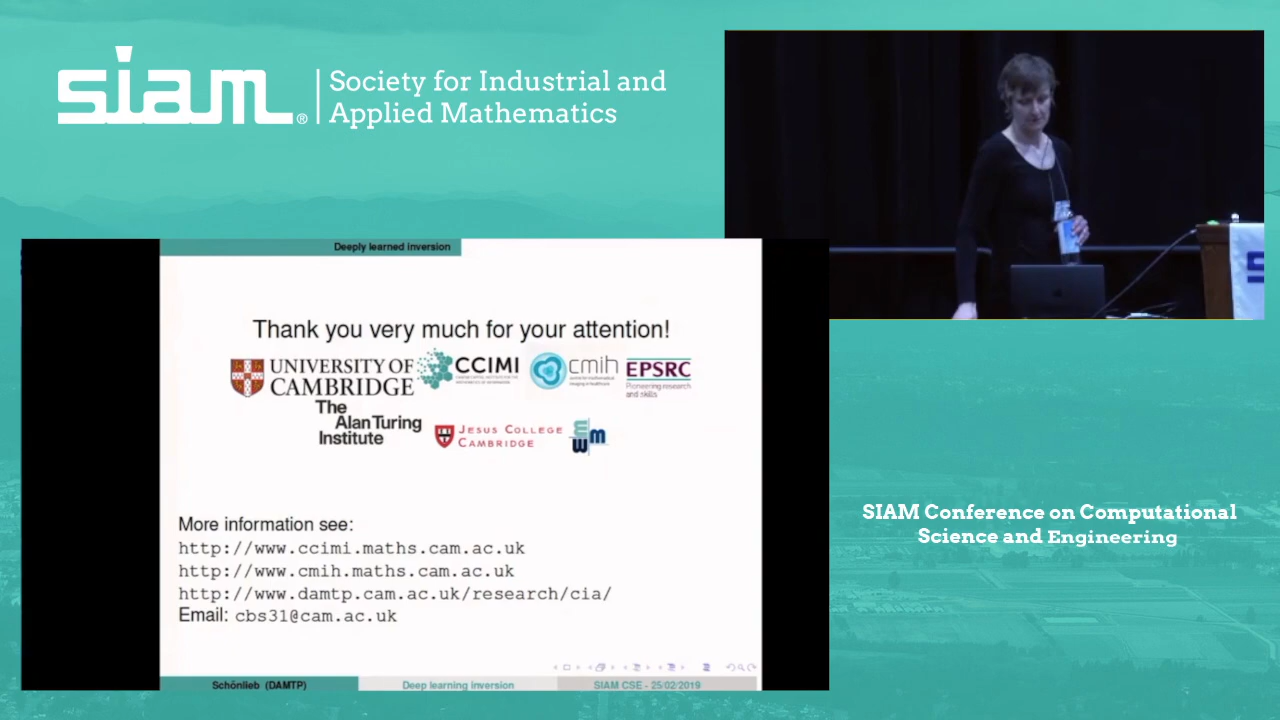 siam®
Society for Industrial and
Applied Mathematics
Deeply learned inversion
Thank you very much for your attention!
UNIVERSITY OF
CAMBRIDGE
CCIMI
cmih
EPSRC
Pioneering research
and skills
The
Alan Turing
Institute
JESUS COLLEGE
CAMBRIDGE
More information see:
http://www.ccimi.maths.cam.ac.uk
http://www.cmih.maths.cam.ac.uk
http://www.damtp.cam.ac.uk/research/cia/
Email: cbs31@cam.ac.uk
Schönlieb (DAMTP)
Deep learning inversion
SIAM CSE - 25/02/2019
SIAM Conference on Computational
Science and Engineering